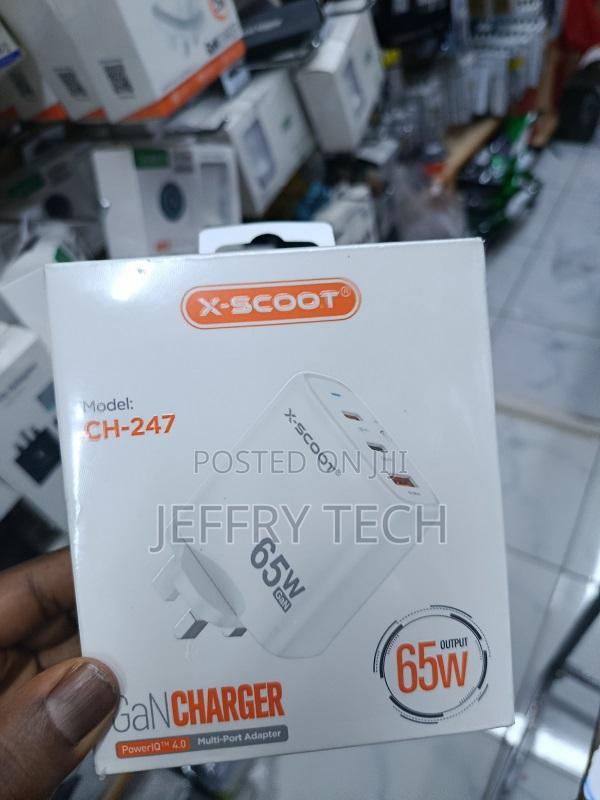 X-SCOOT®
Model:
CH-247
X-SCOOT®
POSTED ON JIJI
JEFFRY TECH
65W
GaN
OUTPUT
65W
GaN CHARGER
PowerIQ™ 4.0 Multi-Port Adapter